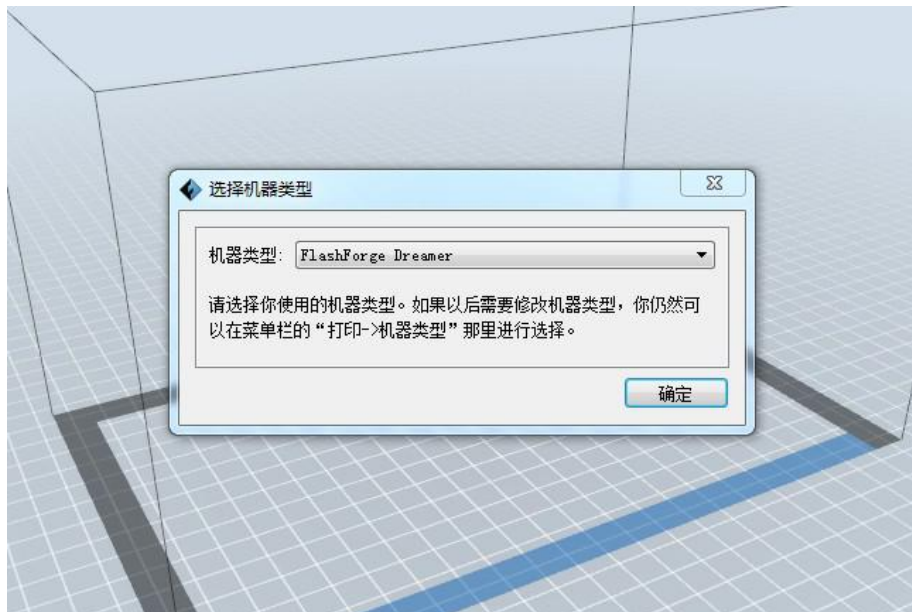 选择机器类型
机器类型: FlashForge Dreamer
请选择你使用的机器类型。如果以后需要修改机器类型，你仍然可
以在菜单栏的“打印->机器类型”那里进行选择。
确定